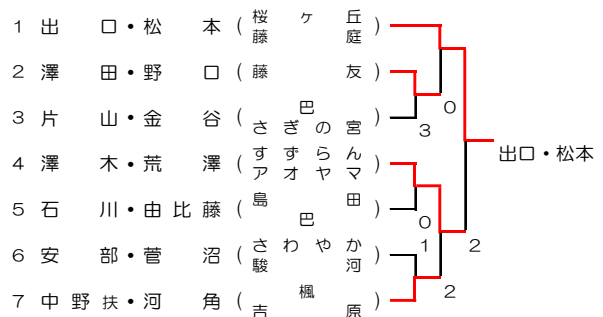 1 出口・松本 (桜ヶ丘 藤庭)
2 澤田・野口 (藤友)
0
3 片山・金谷 (巴 さぎの宮)
3
出口・松本
4 澤木・荒澤 (すずらん アオヤマ)
5 石川・由比藤 (島田 巴)
0
6 安部・菅沼 (さわやか 駿河)
1 2
7 中野扶・河角 (楓 吉原)
2